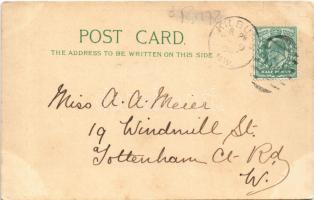 POST CARD.
THE ADDRESS TO BE WRITTEN ON THIS SIDE
HALF PENNY
Miss A. A. Meier
19 Windmill St.
Tottenham Ct Rd
W.